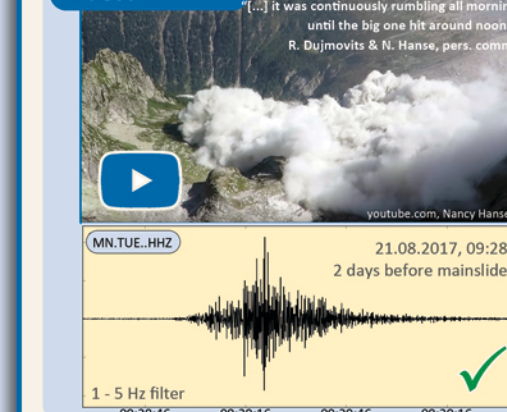 "[...] it was continuously rumbling all mornin
until the big one hit around noon
R. Dujmovits & N. Hanse, pers. comm
youtube.com, Nancy Hanse
MN.TUE..HHZ
21.08.2017, 09:28
2 days before mainslide
1 - 5 Hz filter